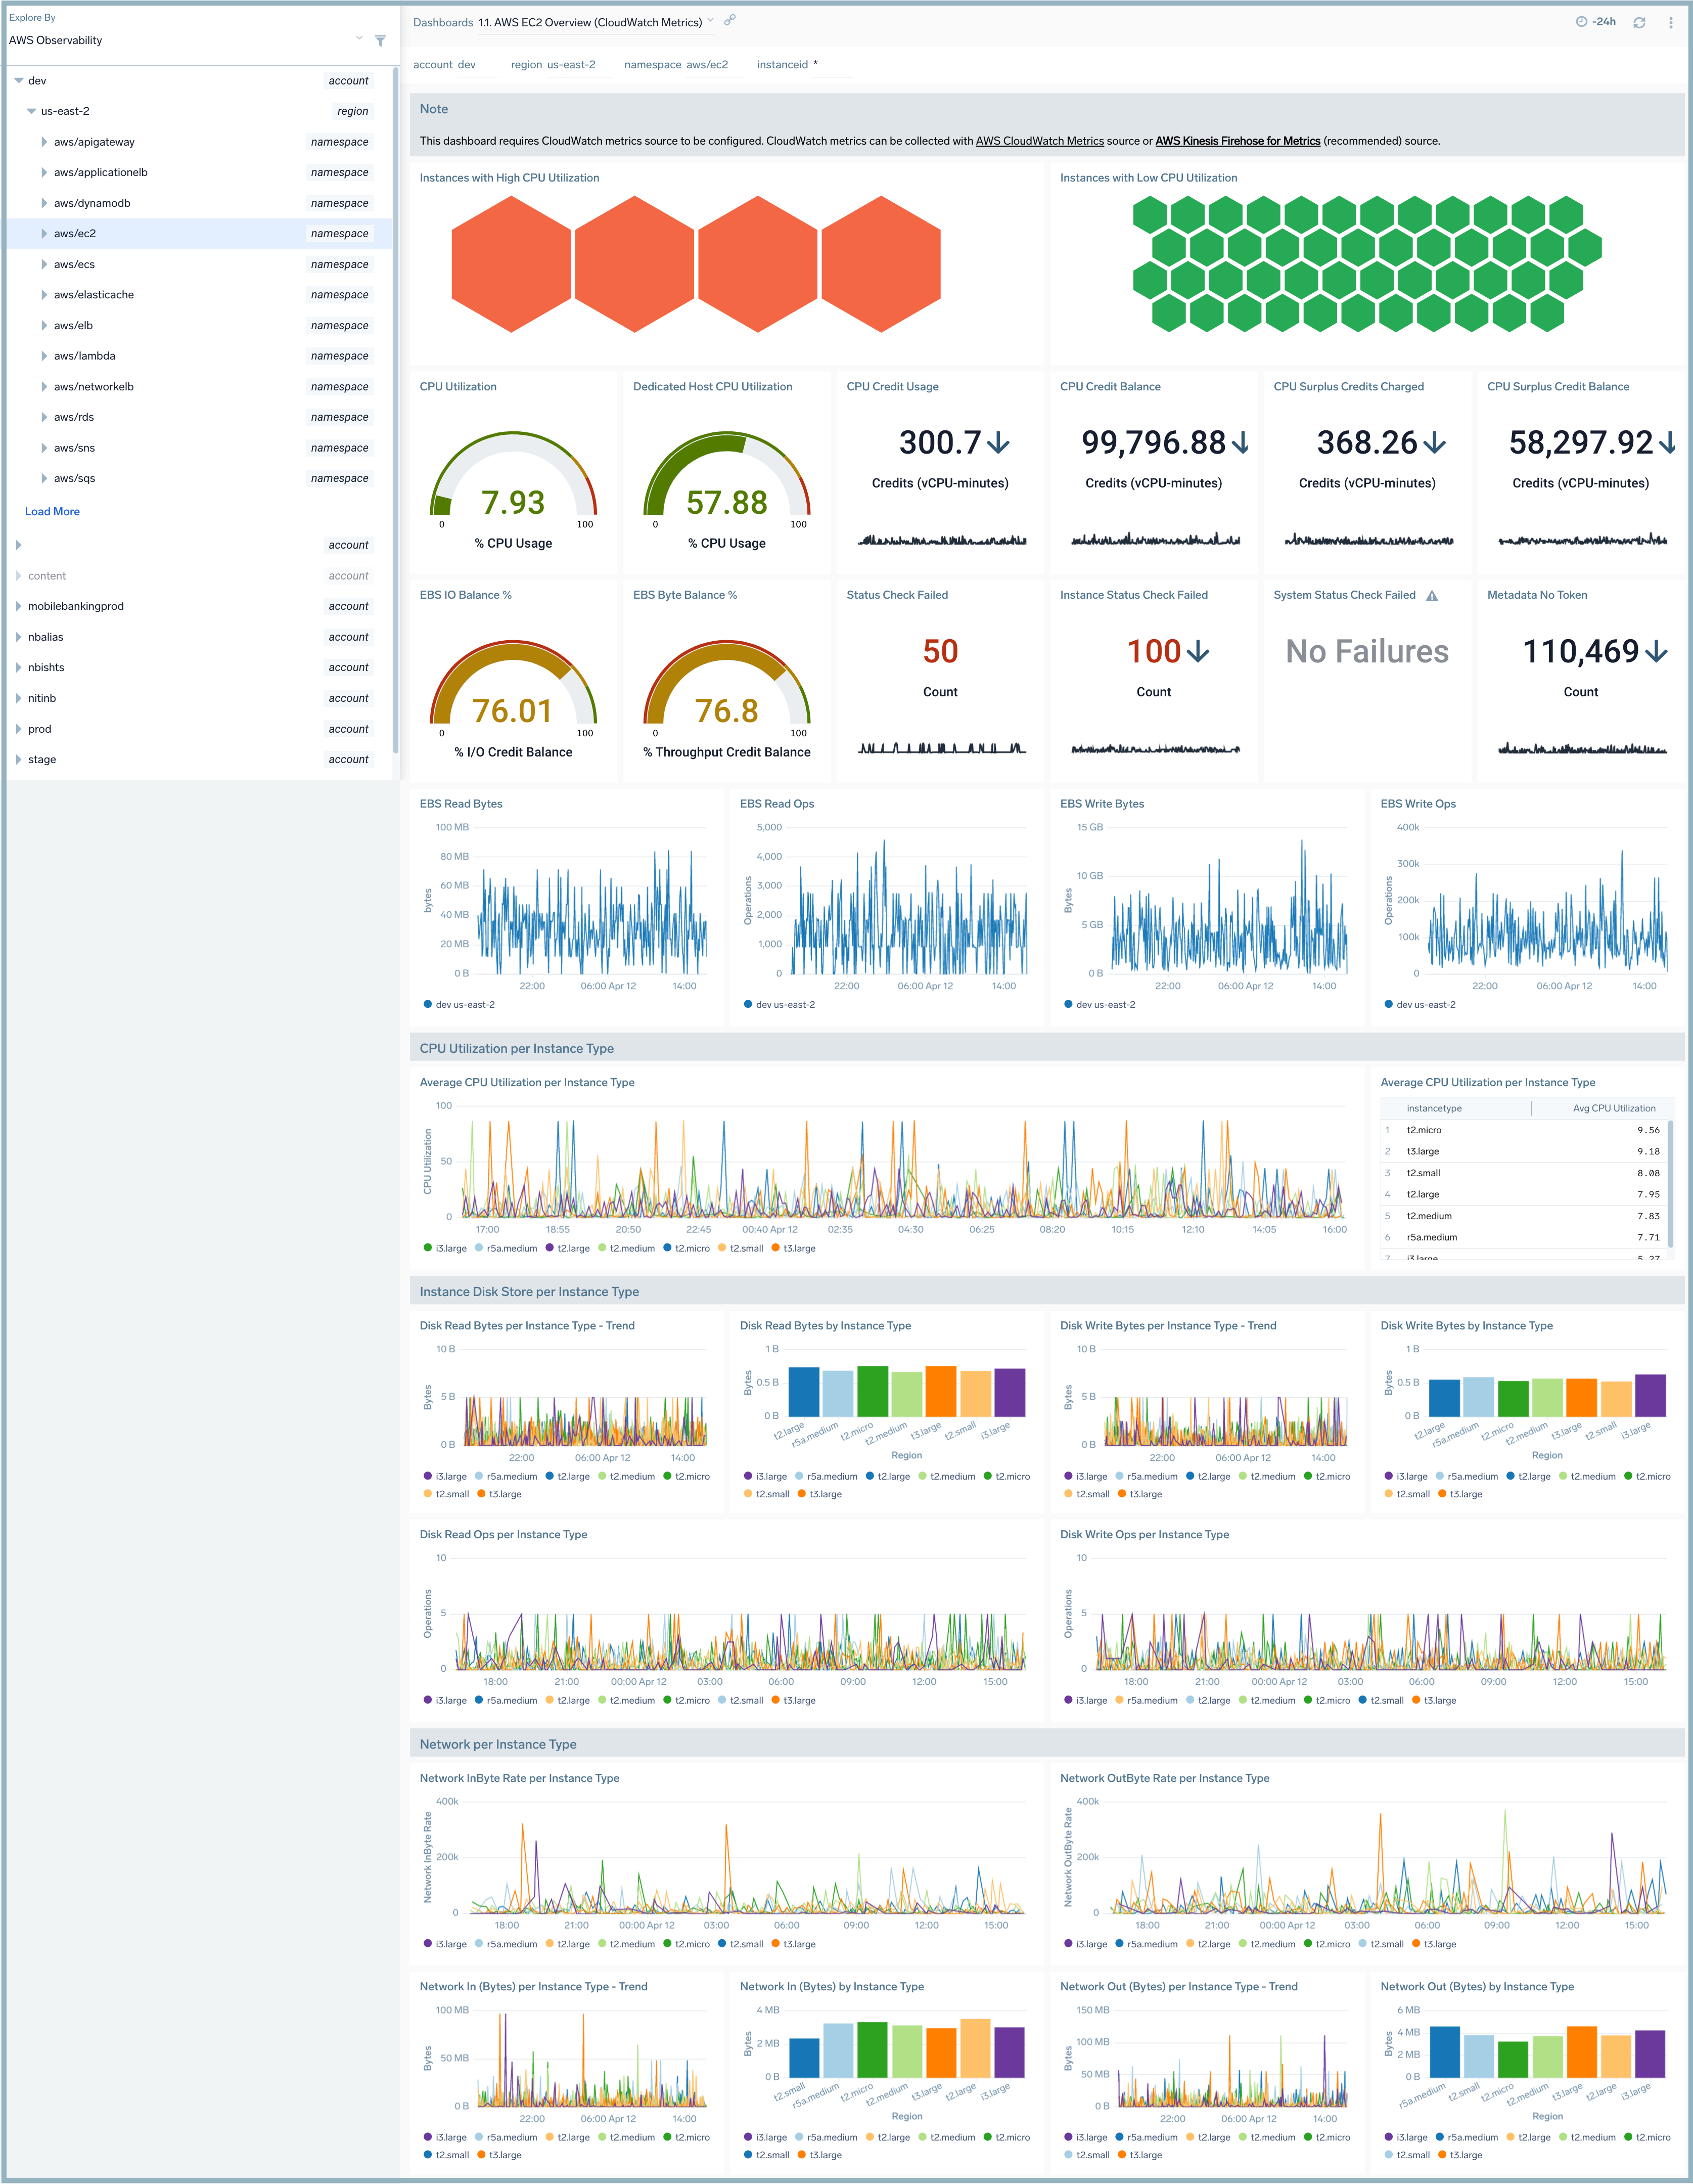 Explore By
AWS Observability
dev account
us-east-2 region
aws/apigateway namespace
aws/applicationelb namespace
aws/dynamodb namespace
aws/ec2 namespace
aws/ecs namespace
aws/elasticache namespace
aws/elb namespace
aws/lambda namespace
aws/networkelb namespace
aws/rds namespace
aws/sns namespace
aws/sqs namespace
Load More
account
content account
mobilebankingprod account
nbalias account
nbishts account
nitinb account
prod account
stage account
Dashboards 1.1. AWS EC2 Overview (CloudWatch Metrics) -24h
account dev region us-east-2 namespace aws/ec2 instanceid *
Note
This dashboard requires CloudWatch metrics source to be configured. CloudWatch metrics can be collected with AWS CloudWatch Metrics source or AWS Kinesis Firehose for Metrics (recommended) source.
Instances with High CPU Utilization
Instances with Low CPU Utilization
CPU Utilization
7.93
0 100
% CPU Usage
Dedicated Host CPU Utilization
57.88
0 100
% CPU Usage
CPU Credit Usage
300.7
Credits (vCPU-minutes)
CPU Credit Balance
99,796.88
Credits (vCPU-minutes)
CPU Surplus Credits Charged
368.26
Credits (vCPU-minutes)
CPU Surplus Credit Balance
58,297.92
Credits (vCPU-minutes)
EBS IO Balance %
76.01
0 100
% I/O Credit Balance
EBS Byte Balance %
76.8
0 100
% Throughput Credit Balance
Status Check Failed
50
Count
Instance Status Check Failed
100
Count
System Status Check Failed
No Failures
Metadata No Token
110,469
Count
EBS Read Bytes
100 MB
80 MB
60 MB
40 MB
20 MB
0 B
bytes
22:00 06:00 Apr 12 14:00
dev us-east-2
EBS Read Ops
5,000
4,000
3,000
2,000
1,000
0
Operations
22:00 06:00 Apr 12 14:00
dev us-east-2
EBS Write Bytes
15 GB
10 GB
5 GB
0 B
Bytes
22:00 06:00 Apr 12 14:00
dev us-east-2
EBS Write Ops
400k
300k
200k
100k
0
Operations
22:00 06:00 Apr 12 14:00
dev us-east-2
CPU Utilization per Instance Type
Average CPU Utilization per Instance Type
100
50
0
CPU Utilization
17:00 18:55 20:50 22:45 00:40 Apr 12 02:35 04:30 06:25 08:20 10:15 12:10 14:05 16:00
i3.large r5a.medium t2.large t2.medium t2.micro t2.small t3.large
Average CPU Utilization per Instance Type
instancetype Avg CPU Utilization
1 t2.micro 9.56
2 t3.large 9.18
3 t2.small 8.08
4 t2.large 7.95
5 t2.medium 7.83
6 r5a.medium 7.71
7 i3.large 5.27
Instance Disk Store per Instance Type
Disk Read Bytes per Instance Type - Trend
10 B
5 B
0 B
Bytes
22:00 06:00 Apr 12 14:00
i3.large r5a.medium t2.large t2.medium t2.micro
t2.small t3.large
Disk Read Bytes by Instance Type
1 B
0.5 B
0 B
Bytes
t2.large r5a.medium t2.micro t2.medium t3.large t2.small i3.large
Region
i3.large r5a.medium t2.large t2.medium t2.micro
t2.small t3.large
Disk Write Bytes per Instance Type - Trend
10 B
5 B
0 B
Bytes
22:00 06:00 Apr 12 14:00
i3.large r5a.medium t2.large t2.medium t2.micro
t2.small t3.large
Disk Write Bytes by Instance Type
1 B
0.5 B
0 B
Bytes
t2.large r5a.medium t2.micro t2.medium t3.large t2.small i3.large
Region
i3.large r5a.medium t2.large t2.medium t2.micro
t2.small t3.large
Disk Read Ops per Instance Type
10
5
0
Operations
18:00 21:00 00:00 Apr 12 03:00 06:00 09:00 12:00 15:00
i3.large r5a.medium t2.large t2.medium t2.micro t2.small t3.large
Disk Write Ops per Instance Type
10
5
0
Operations
18:00 21:00 00:00 Apr 12 03:00 06:00 09:00 12:00 15:00
i3.large r5a.medium t2.large t2.medium t2.micro t2.small t3.large
Network per Instance Type
Network InByte Rate per Instance Type
400k
200k
0
Network InByte Rate
18:00 21:00 00:00 Apr 12 03:00 06:00 09:00 12:00 15:00
i3.large r5a.medium t2.large t2.medium t2.micro t2.small t3.large
Network OutByte Rate per Instance Type
400k
200k
0
Network OutByte Rate
18:00 21:00 00:00 Apr 12 03:00 06:00 09:00 12:00 15:00
i3.large r5a.medium t2.large t2.medium t2.micro t2.small t3.large
Network In (Bytes) per Instance Type - Trend
100 MB
50 MB
0 B
Bytes
22:00 06:00 Apr 12 14:00
i3.large r5a.medium t2.large t2.medium t2.micro
t2.small t3.large
Network In (Bytes) by Instance Type
4 MB
2 MB
0 B
Bytes
t2.small r5a.medium t2.micro t2.medium t3.large t2.large i3.large
Region
i3.large r5a.medium t2.large t2.medium t2.micro
t2.small t3.large
Network Out (Bytes) per Instance Type - Trend
150 MB
100 MB
50 MB
0 B
Bytes
22:00 06:00 Apr 12 14:00
i3.large r5a.medium t2.large t2.medium t2.micro
t2.small t3.large
Network Out (Bytes) by Instance Type
6 MB
4 MB
2 MB
0 B
Bytes
r5a.medium t2.small t2.micro t2.medium t3.large t2.large i3.large
Region
i3.large r5a.medium t2.large t2.medium t2.micro
t2.small t3.large